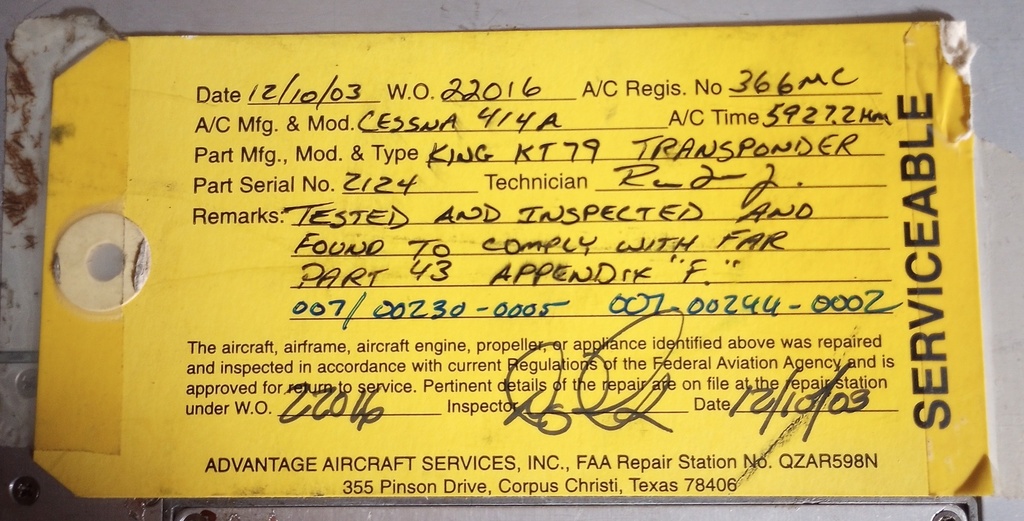 Date 12/10/03 W.O. 22016 A/C Regis. No 366MC
A/C Mfg. & Mod. CESSNA 414A A/C Time 5927.2 HRS
Part Mfg., Mod. & Type KING KT79 TRANSPONDER
Part Serial No. 2124 Technician
Remarks: TESTED AND INSPECTED AND
FOUND TO COMPLY WITH FAR
PART 43 APPENDIX "F."
007/00230-0005 007-00244-0002
The aircraft, airframe, aircraft engine, propeller, or appliance identified above was repaired
and inspected in accordance with current Regulations of the Federal Aviation Agency and is
approved for return to service. Pertinent details of the repair are on file at the repair station
under W.O. 22016 Inspector Date 12/10/03
ADVANTAGE AIRCRAFT SERVICES, INC., FAA Repair Station No. QZAR598N
355 Pinson Drive, Corpus Christi, Texas 78406
SERVICEABLE